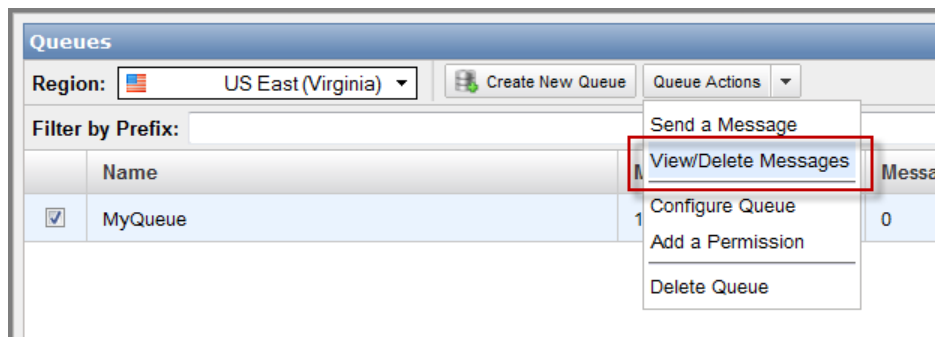 Queues
Region: US East (Virginia) Create New Queue Queue Actions
Filter by Prefix:
Send a Message
View/Delete Messages
Name
MyQueue 1 0
Configure Queue
Add a Permission
Delete Queue